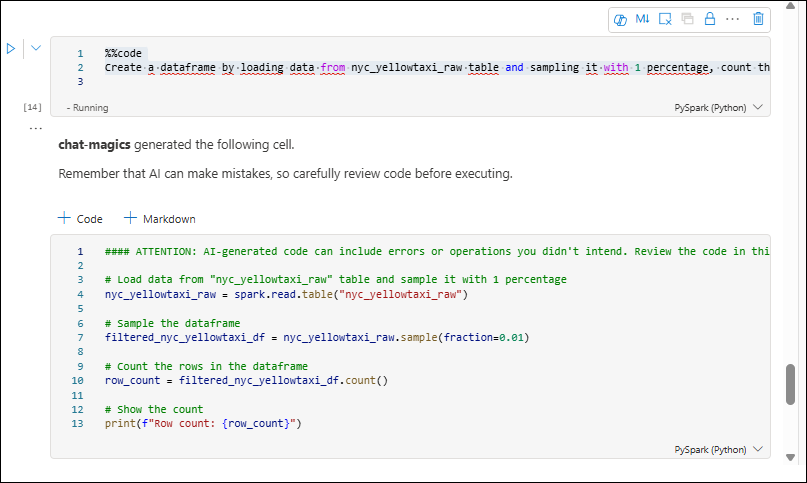 M↓
1 %%code
2 Create a dataframe by loading data from nyc_yellowtaxi_raw table and sampling it with 1 percentage, count th
3
[14] - Running PySpark (Python)
...
chat-magics generated the following cell.
Remember that AI can make mistakes, so carefully review code before executing.
+ Code + Markdown
1 #### ATTENTION: AI-generated code can include errors or operations you didn't intend. Review the code in thi
2
3 # Load data from "nyc_yellowtaxi_raw" table and sample it with 1 percentage
4 nyc_yellowtaxi_raw = spark.read.table("nyc_yellowtaxi_raw")
5
6 # Sample the dataframe
7 filtered_nyc_yellowtaxi_df = nyc_yellowtaxi_raw.sample(fraction=0.01)
8
9 # Count the rows in the dataframe
10 row_count = filtered_nyc_yellowtaxi_df.count()
11
12 # Show the count
13 print(f"Row count: {row_count}")
PySpark (Python)